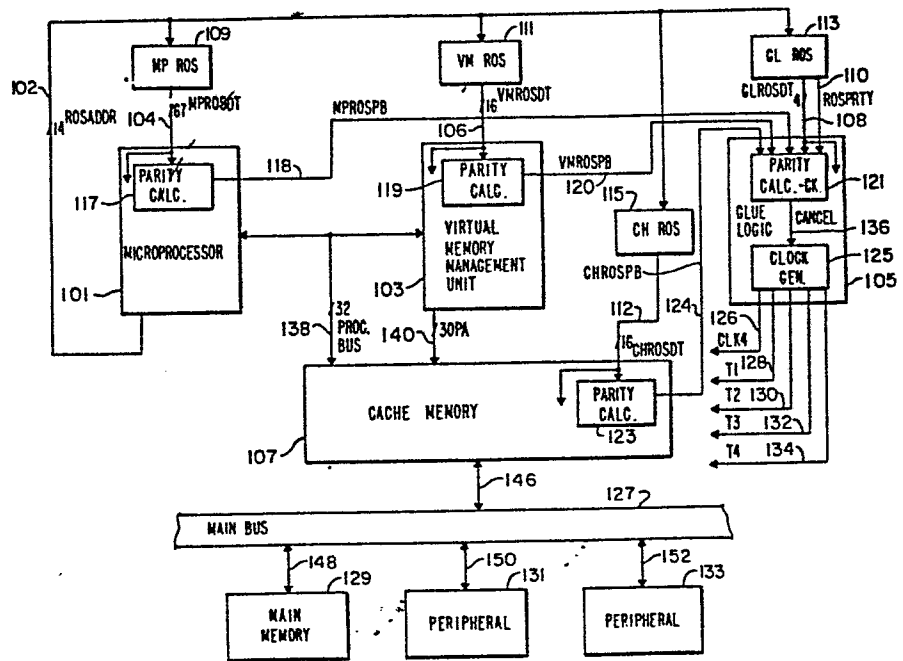 109
111
113
MP ROS
VM ROS
GL ROS
102
110
14 ROSADDR
104
67 MPROBDT
MPROSPB
16 VMROSDT
106
GLROSDT 4
ROSPRTY
108
118
PARITY
CKLC.
117
119
PARITY
CALC.
VMROSPB
120
115
PARITY
CALC.-CK.
121
MICROPROCESSOR
101
VIRTUAL
MEMORY
MANAGEMENT
UNIT
103
CH ROS
GLUE
LOGIC
CANCEL
136
CLOCK
GEN.
125
105
CHROSPB
124
112
32
PROC.
BUS
138
140
30PA
16 CHROSDT
126
CLK4
T1
128
T2
130
T3
132
T4
134
CACHE MEMORY
107
PARITY
CALC.
123
146
127
MAIN BUS
148
150
152
129
131
133
MAIN
MEMORY
PERIPHERAL
PERIPHERAL